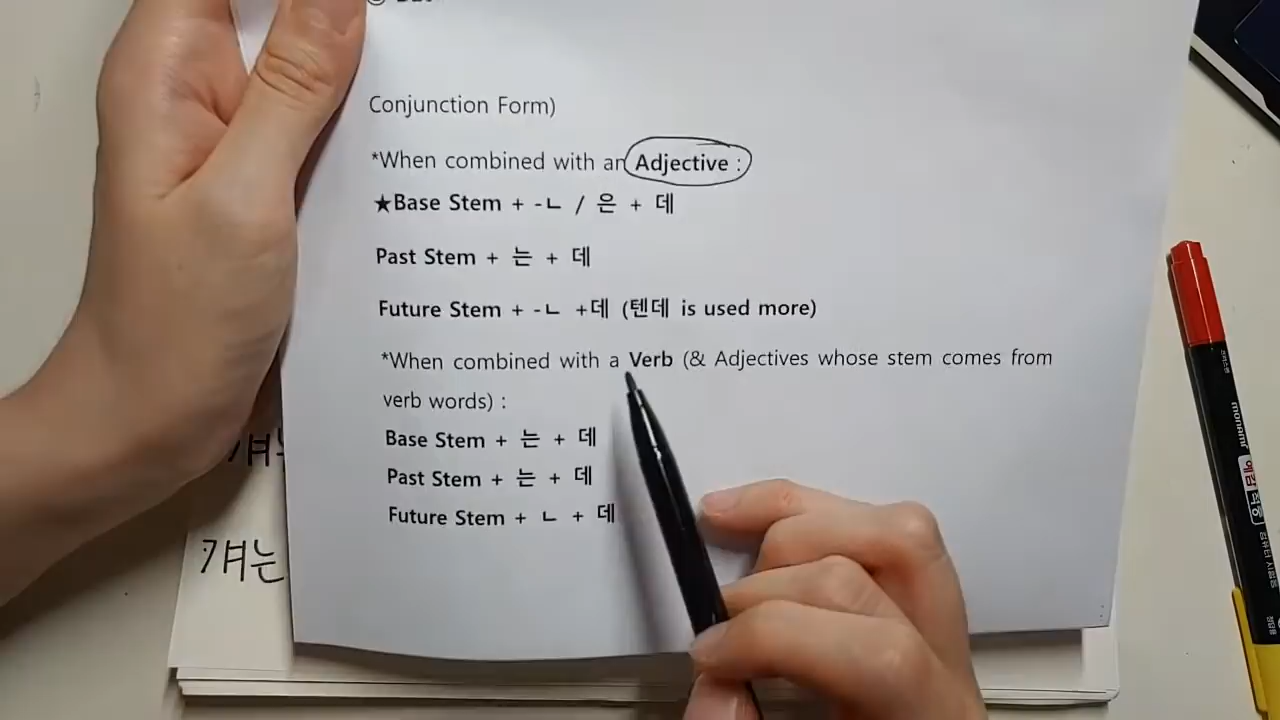 Conjunction Form)
*When combined with an Adjective :
★Base Stem + -ㄴ / 은 + 데
Past Stem + 는 + 데
Future Stem + -ㄴ +데 (텐데 is used more)
*When combined with a Verb (& Adjectives whose stem comes from
verb words) :
Base Stem + 는 + 데
Past Stem + 는 + 데
Future Stem + ㄴ + 데
걔는
monami